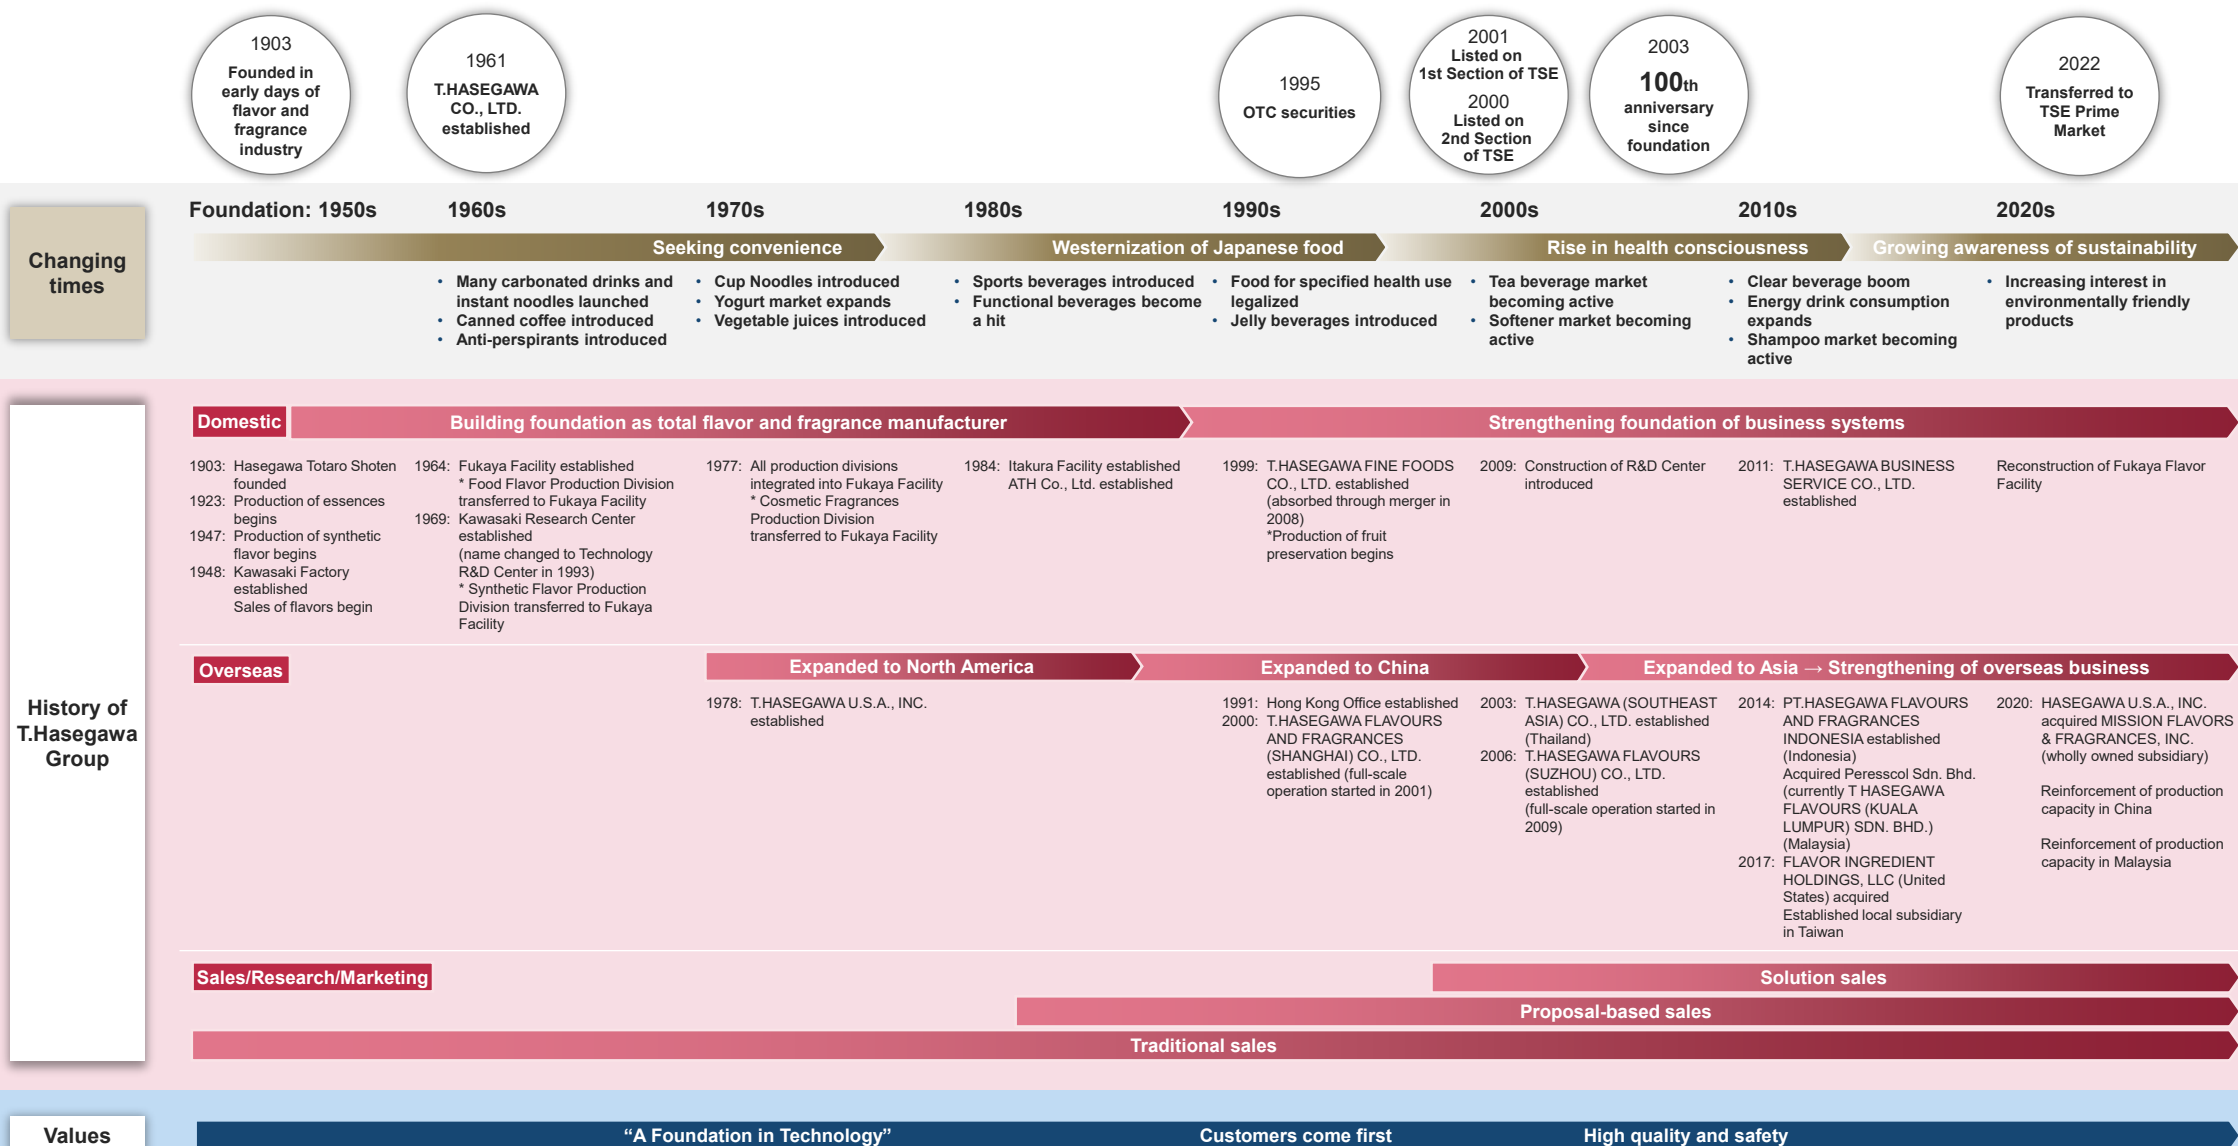 1903
Founded in
early days of
flavor and
fragrance
industry
1961
T.HASEGAWA
CO., LTD.
established
1995
OTC securities
2001
Listed on
1st Section of TSE
2000
Listed on
2nd Section
of TSE
2003
100th
anniversary
since
foundation
2022
Transferred to
TSE Prime
Market
Changing
times
Foundation: 1950s
1960s
1970s
1980s
1990s
2000s
2010s
2020s
Seeking convenience
Westernization of Japanese food
Rise in health consciousness
Growing awareness of sustainability
• Many carbonated drinks and
instant noodles launched
• Canned coffee introduced
• Anti-perspirants introduced
• Cup Noodles introduced
• Yogurt market expands
• Vegetable juices introduced
• Sports beverages introduced
• Functional beverages become
a hit
• Food for specified health use
legalized
• Jelly beverages introduced
• Tea beverage market
becoming active
• Softener market becoming
active
• Clear beverage boom
• Energy drink consumption
expands
• Shampoo market becoming
active
• Increasing interest in
environmentally friendly
products
History of
T.Hasegawa
Group
Domestic
Building foundation as total flavor and fragrance manufacturer
Strengthening foundation of business systems
1903: Hasegawa Totaro Shoten
founded
1923: Production of essences
begins
1947: Production of synthetic
flavor begins
1948: Kawasaki Factory
established
Sales of flavors begin
1964: Fukaya Facility established
* Food Flavor Production Division
transferred to Fukaya Facility
1969: Kawasaki Research Center
established
(name changed to Technology
R&D Center in 1993)
* Synthetic Flavor Production
Division transferred to Fukaya
Facility
1977: All production divisions
integrated into Fukaya Facility
* Cosmetic Fragrances
Production Division
transferred to Fukaya Facility
1984: Itakura Facility established
ATH Co., Ltd. established
1999: T.HASEGAWA FINE FOODS
CO., LTD. established
(absorbed through merger in
2008)
*Production of fruit
preservation begins
2009: Construction of R&D Center
introduced
2011: T.HASEGAWA BUSINESS
SERVICE CO., LTD.
established
Reconstruction of Fukaya Flavor
Facility
Overseas
Expanded to North America
Expanded to China
Expanded to Asia → Strengthening of overseas business
1978: T.HASEGAWA U.S.A., INC.
established
1991: Hong Kong Office established
2000: T.HASEGAWA FLAVOURS
AND FRAGRANCES
(SHANGHAI) CO., LTD.
established (full-scale
operation started in 2001)
2003: T.HASEGAWA (SOUTHEAST
ASIA) CO., LTD. established
(Thailand)
2006: T.HASEGAWA FLAVOURS
(SUZHOU) CO., LTD.
established
(full-scale operation started in
2009)
2014: PT.HASEGAWA FLAVOURS
AND FRAGRANCES
INDONESIA established
(Indonesia)
Acquired Peresscol Sdn. Bhd.
(currently T HASEGAWA
FLAVOURS (KUALA
LUMPUR) SDN. BHD.)
(Malaysia)
2017: FLAVOR INGREDIENT
HOLDINGS, LLC (United
States) acquired
Established local subsidiary
in Taiwan
2020: HASEGAWA U.S.A., INC.
acquired MISSION FLAVORS
& FRAGRANCES, INC.
(wholly owned subsidiary)
Reinforcement of production
capacity in China
Reinforcement of production
capacity in Malaysia
Sales/Research/Marketing
Solution sales
Proposal-based sales
Traditional sales
Values
“A Foundation in Technology”
Customers come first
High quality and safety